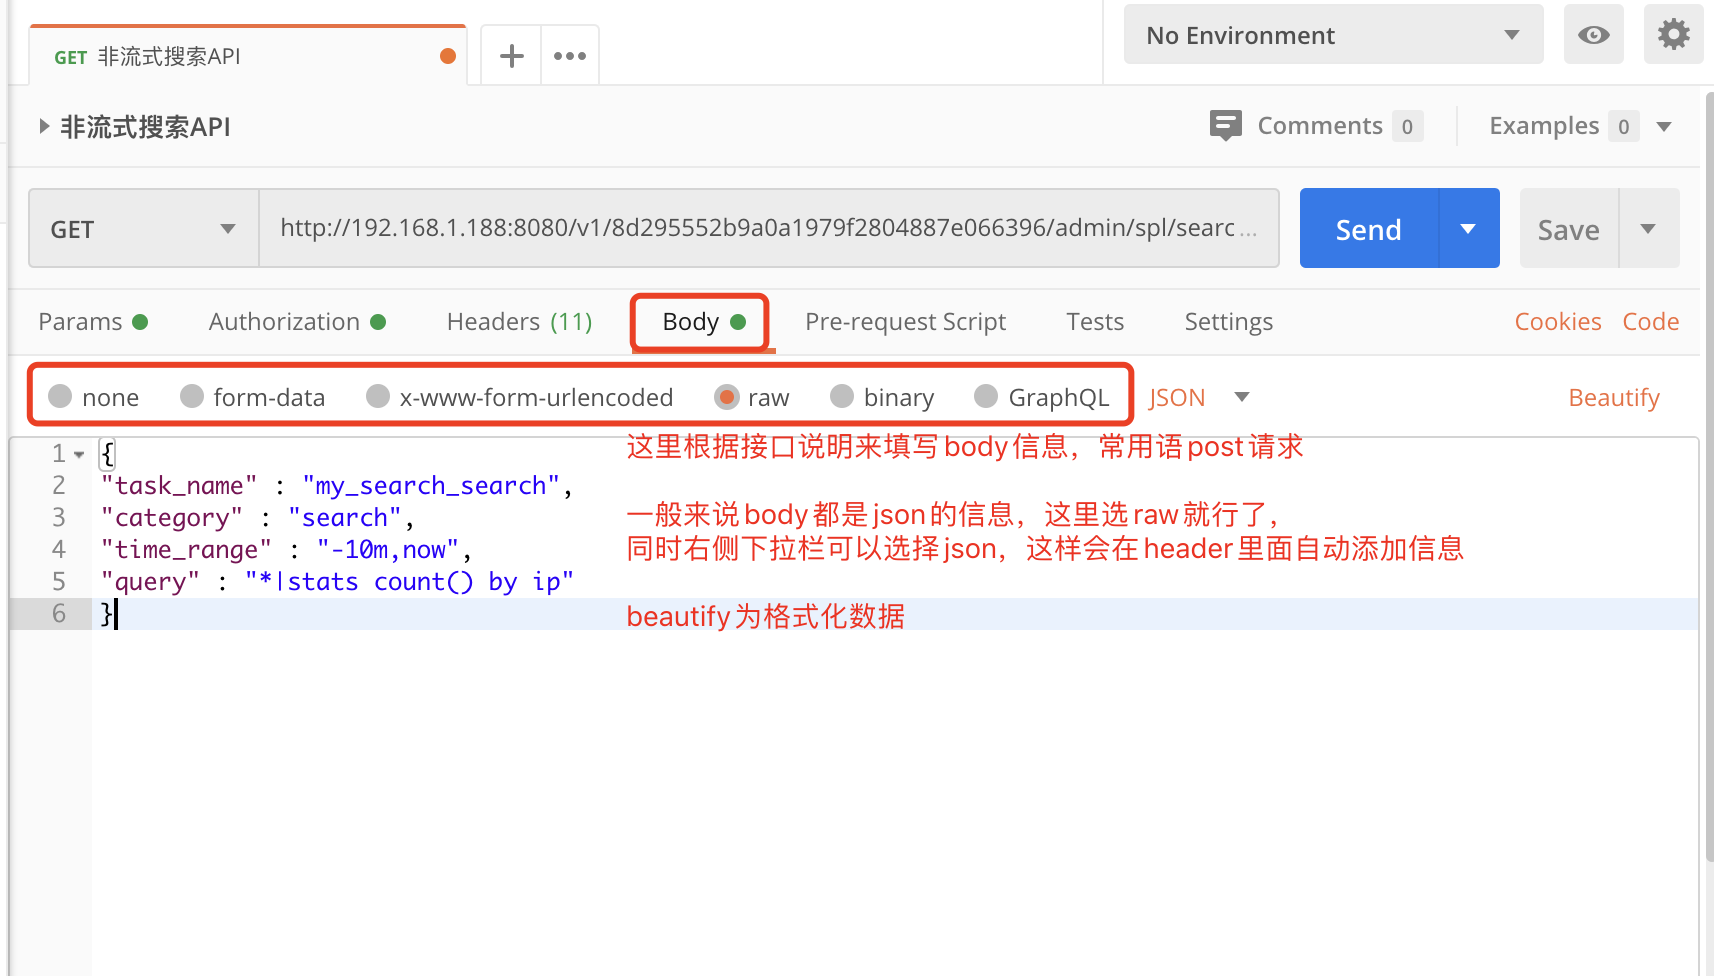 GET 非流式搜索API
No Environment
非流式搜索API
Comments 0
Examples 0
GET
http://192.168.1.188:8080/v1/8d295552b9a0a1979f2804887e066396/admin/spl/searc...
Send
Save
Params
Authorization
Headers (11)
Body
Pre-request Script
Tests
Settings
Cookies
Code
none
form-data
x-www-form-urlencoded
raw
binary
GraphQL
JSON
Beautify
1 {
这里根据接口说明来填写body信息，常用语post请求
2 "task_name" : "my_search_search",
3 "category" : "search",
一般来说body都是json的信息，这里选raw就行了，
4 "time_range" : "-10m,now",
同时右侧下拉栏可以选择json，这样会在header里面自动添加信息
5 "query" : "*|stats count() by ip"
6 }
beautify为格式化数据